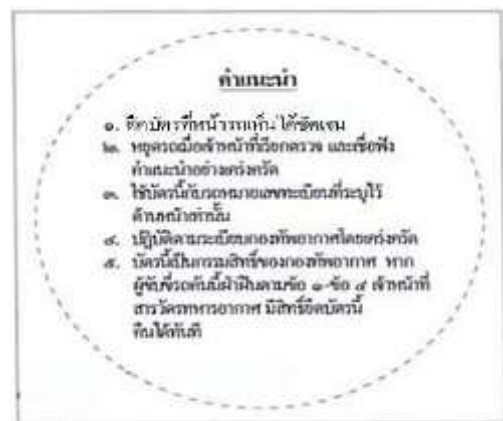 คำแนะนำ
๑. ติดบัตรที่หน้ารถเห็นได้ชัดเจน
๒. หยุดรถเมื่อเจ้าหน้าที่เรียกตรวจ และเชื่อฟัง
คำแนะนำอย่างเคร่งครัด
๓. ใช้บัตรนี้กับรถหมายเลขทะเบียนที่ระบุไว้
ด้านหน้าเท่านั้น
๔. ปฏิบัติตามระเบียบกองทัพอากาศโดยเคร่งครัด
๕. บัตรนี้เป็นกรรมสิทธิ์ของกองทัพอากาศ หาก
ผู้ขับขี่รถคันนี้ฝ่าฝืนตามข้อ ๑-ข้อ ๔ เจ้าหน้าที่
สารวัตรทหารอากาศ มีสิทธิ์ยึดบัตรนี้
คืนได้ทันที